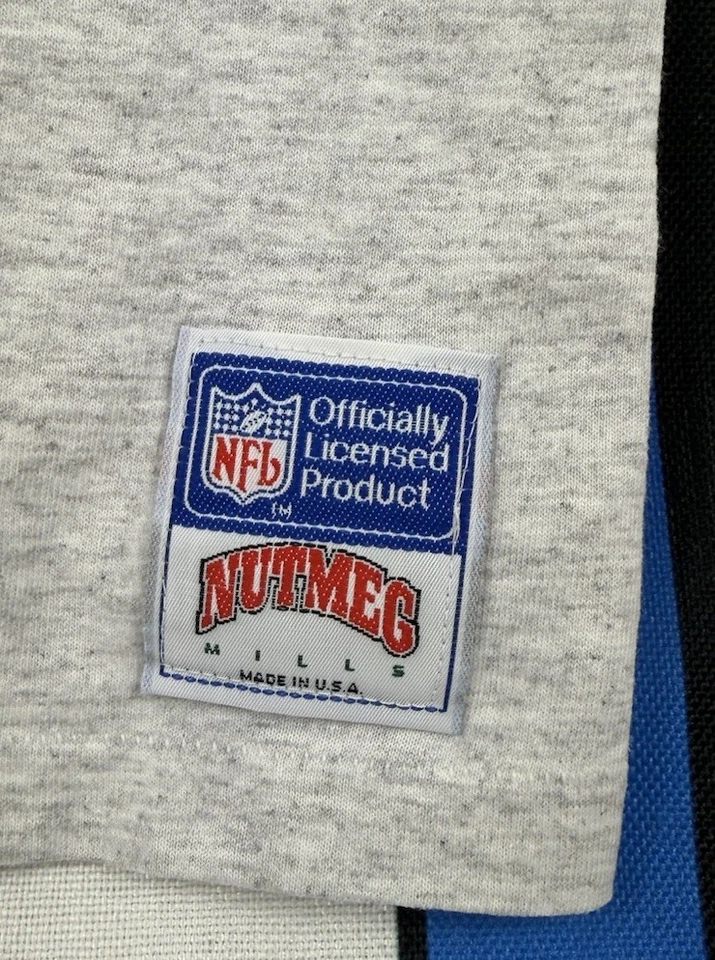 NFL
TM
Officially
Licensed
Product
NUTMEG
MILLS
MADE IN U.S.A.